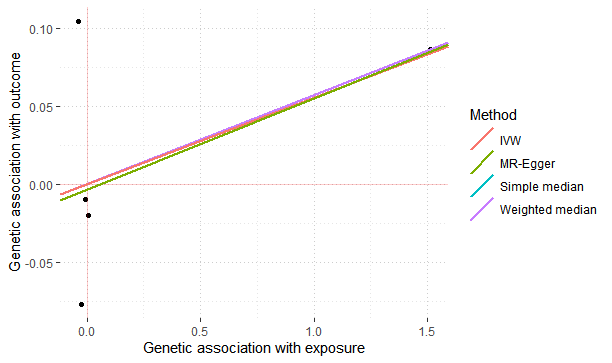 Genetic association with outcome
0.10
0.05
0.00
-0.05
0.0 0.5 1.0 1.5
Genetic association with exposure
Method
IVW
MR-Egger
Simple median
Weighted median